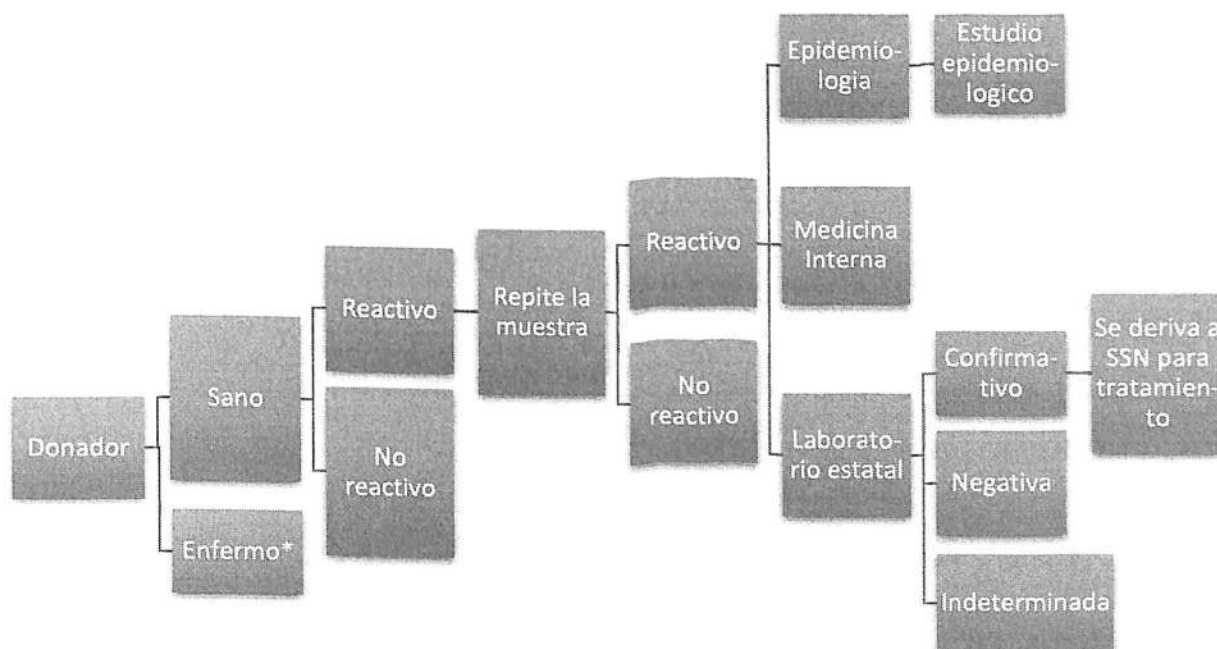 Donador
Sano
Enfermo*
Reactivo
No
reactivo
Repite la
muestra
Reactivo
No
reactivo
Epidemio-
logia
Estudio
epidemio-
logico
Medicina
Interna
Laborato-
rio estatal
Confirma-
tivo
Se deriva a
SSN para
tratamien-
to
Negativa
Indeterminada